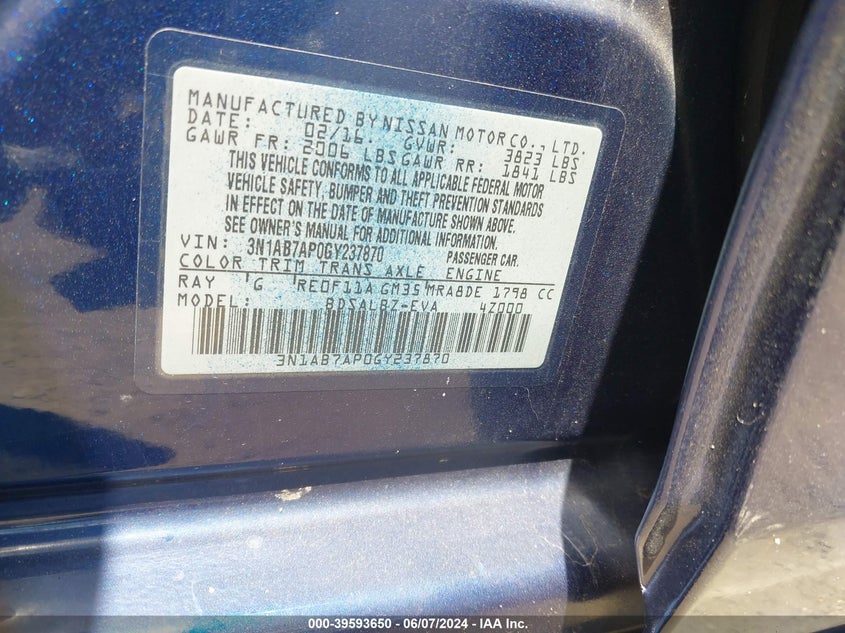 MANUFACTURED BY NISSAN MOTOR CO., LTD.
DATE: 02/16. GVWR: 3823 LBS
GAWR FR: 2006 LBS GAWR RR: 1841 LBS
THIS VEHICLE CONFORMS TO ALL APPLICABLE FEDERAL MOTOR
VEHICLE SAFETY, BUMPER AND THEFT PREVENTION STANDARDS
IN EFFECT ON THE DATE OF MANUFACTURE SHOWN ABOVE.
SEE OWNER'S MANUAL FOR ADDITIONAL INFORMATION.
VIN: 3N1AB7AP0GY237870 PASSENGER CAR.
COLOR TRIM TRANS AXLE ENGINE
RAY G RE0F11A GM35 MRA8DE 1798 CC
MODEL: BDSALBZ-EVA 4Z000
3N1AB7AP0GY237870
000-39593650 - 06/07/2024 - IAA Inc.